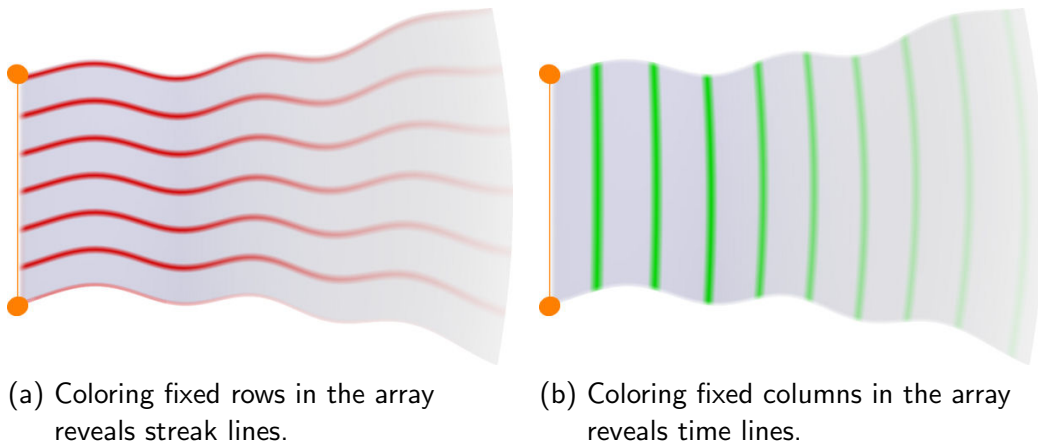 (a) Coloring fixed rows in the array
reveals streak lines.
(b) Coloring fixed columns in the array
reveals time lines.